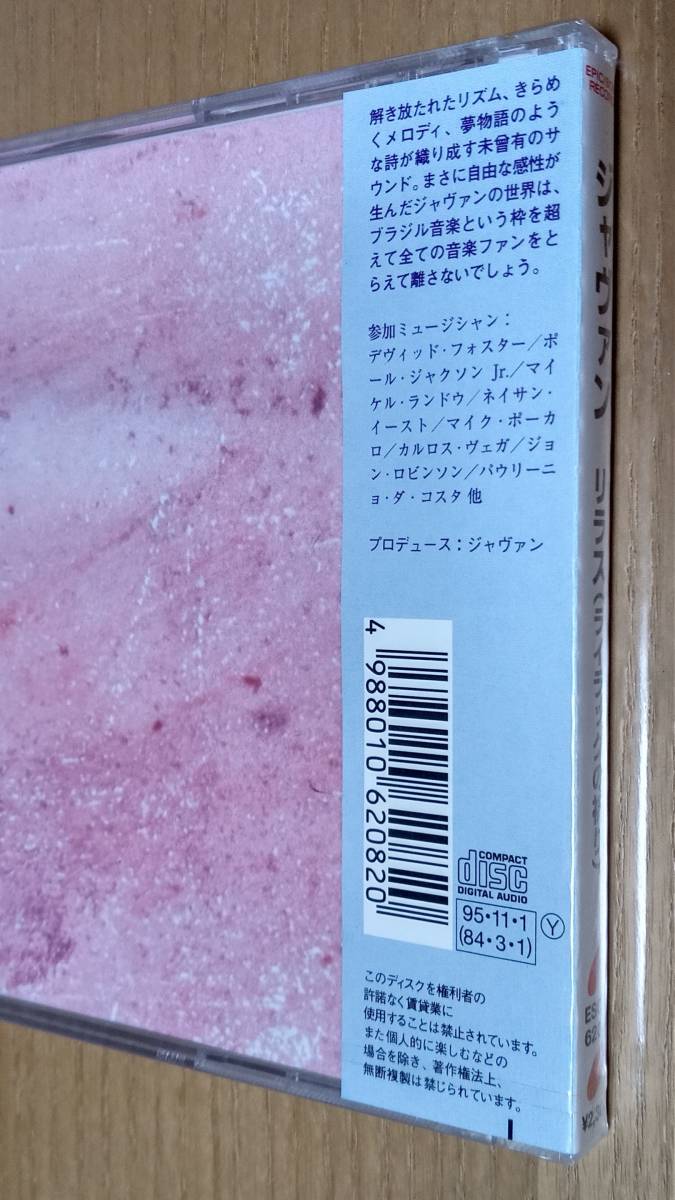 解き放たれたリズム、きらめ
くメロディ、夢物語のよう
な詩が織り成す未曾有のサ
ウンド。まさに自由な感性が
生んだジャヴァンの世界は、
ブラジル音楽という枠を超
えて全ての音楽ファンをと
らえて離さないでしょう。
参加ミュージシャン：
デヴィッド・フォスター／ポ
ール・ジャクソン Jr.／マイ
ケル・ランドウ／ネイサン・
イースト／マイク・ポーカ
ロ／カルロス・ヴェガ／ジョ
ン・ロビンソン／パウリーニ
ョ・ダ・コスタ 他
プロデュース：ジャヴァン
4 988010 620820
COMPACT
disc
DIGITAL AUDIO
95・11・1
(84・3・1)
Y
このディスクを権利者の
許諾なく賃貸業に
使用することは禁止されています。
また個人的に楽しむなどの
場合を除き、著作権法上、
無断複製は禁じられています。
ジャヴァン
リラス